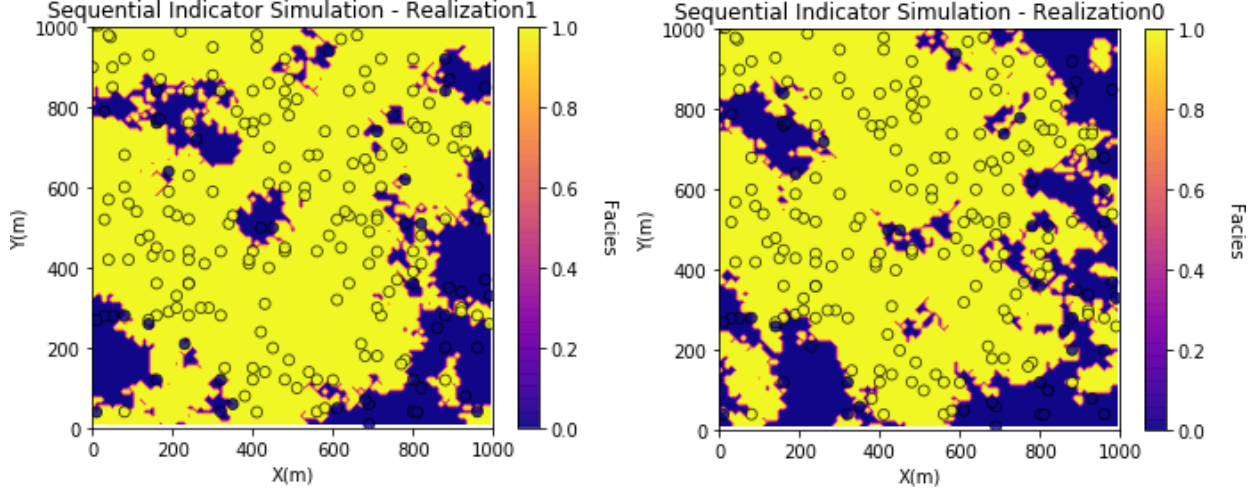 Sequential Indicator Simulation - Realization1
1000
800
600
400
200
0
Y(m)
0 200 400 600 800 1000
X(m)
1.0
0.8
0.6
0.4
0.2
0.0
Facies
Sequential Indicator Simulation - Realization0
1000
800
600
400
200
0
Y(m)
0 200 400 600 800 1000
X(m)
1.0
0.8
0.6
0.4
0.2
0.0
Facies